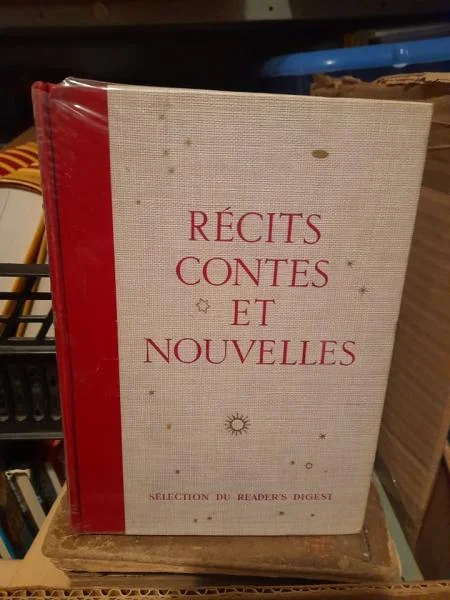 RÉCITS
CONTES
ET
NOUVELLES
SÉLECTION DU READER'S DIGEST